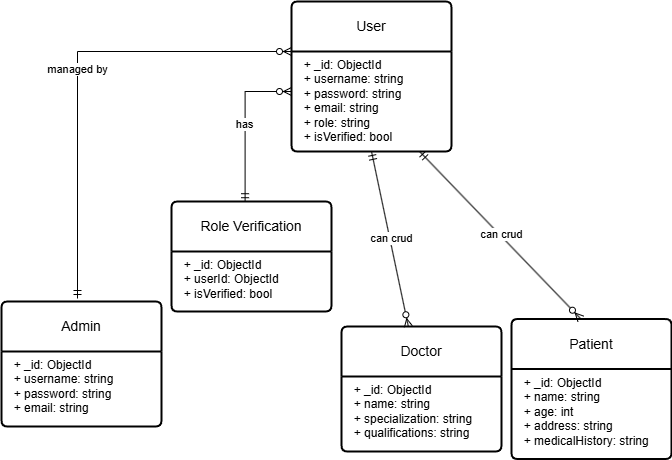 User
+ _id: ObjectId
+ username: string
+ password: string
+ email: string
+ role: string
+ isVerified: bool
managed by
has
Role Verification
+ _id: ObjectId
+ userId: ObjectId
+ isVerified: bool
can crud
can crud
Admin
+ _id: ObjectId
+ username: string
+ password: string
+ email: string
Doctor
+ _id: ObjectId
+ name: string
+ specialization: string
+ qualifications: string
Patient
+ _id: ObjectId
+ name: string
+ age: int
+ address: string
+ medicalHistory: string